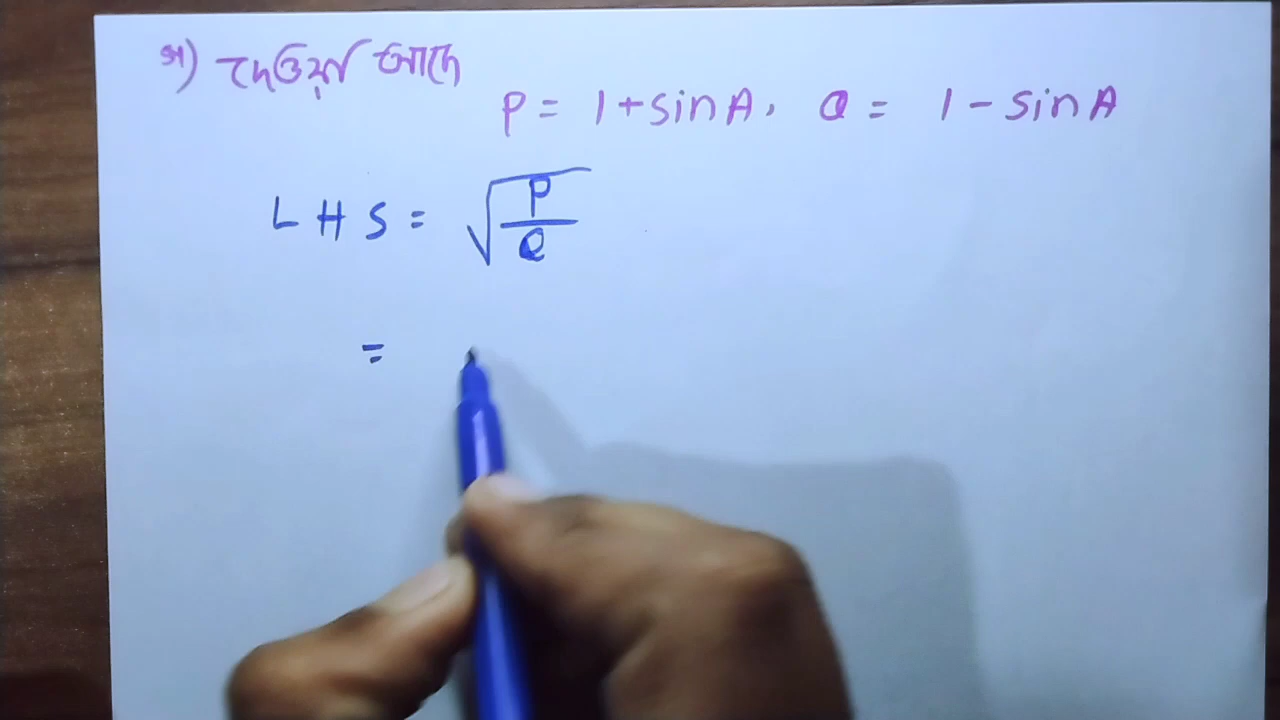 খ) দেওয়া আছে
P = 1 + sinA, Q = 1 - sinA
LHS = √(P/Q)
=